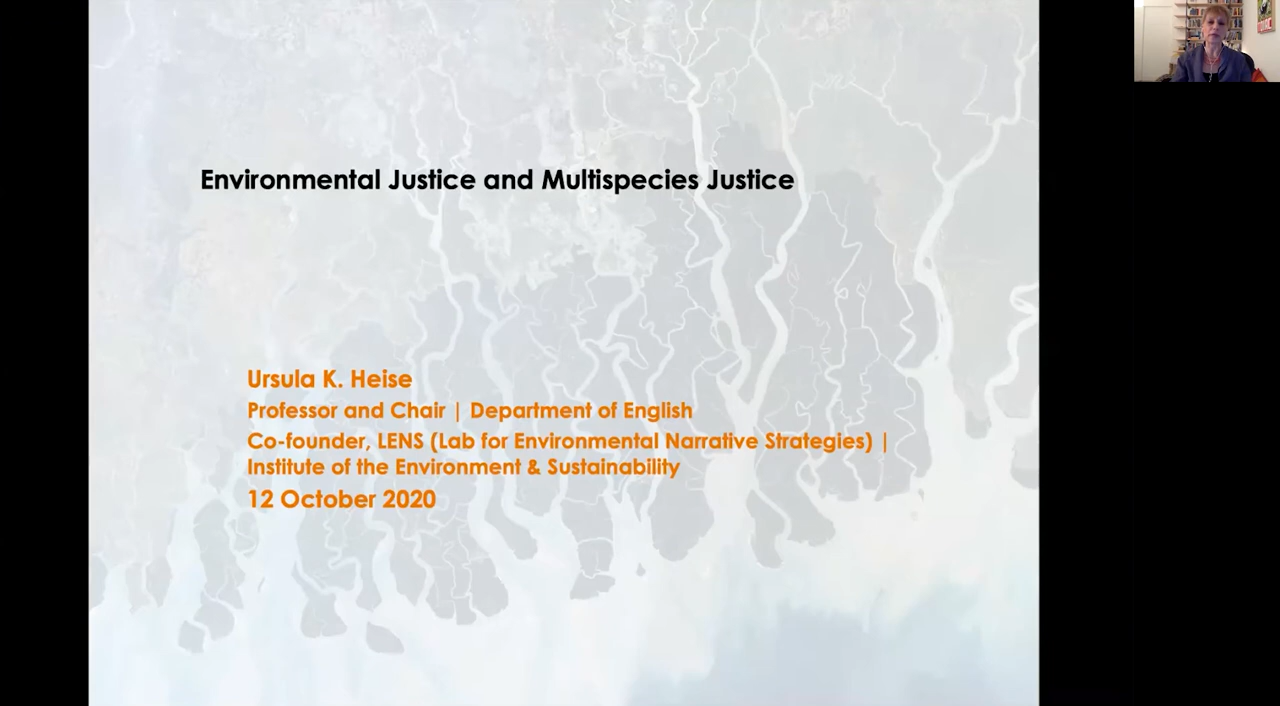 Environmental Justice and Multispecies Justice
Ursula K. Heise
Professor and Chair | Department of English
Co-founder, LENS (Lab for Environmental Narrative Strategies) |
Institute of the Environment & Sustainability
12 October 2020